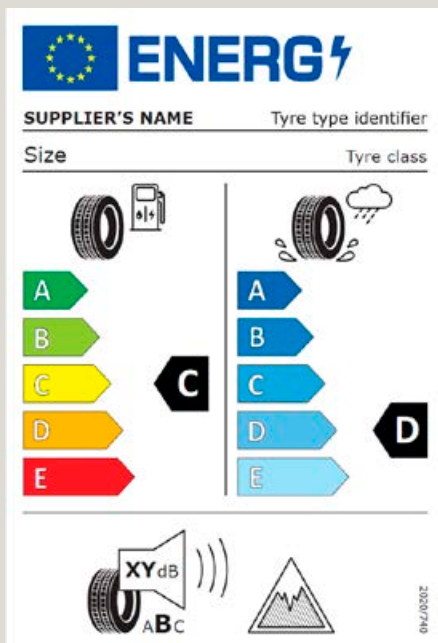 ENERG
SUPPLIER'S NAME Tyre type identifier
Size Tyre class
A
B
C
D
E
C
A
B
C
D
E
D
XYdB
ABC
2020/740